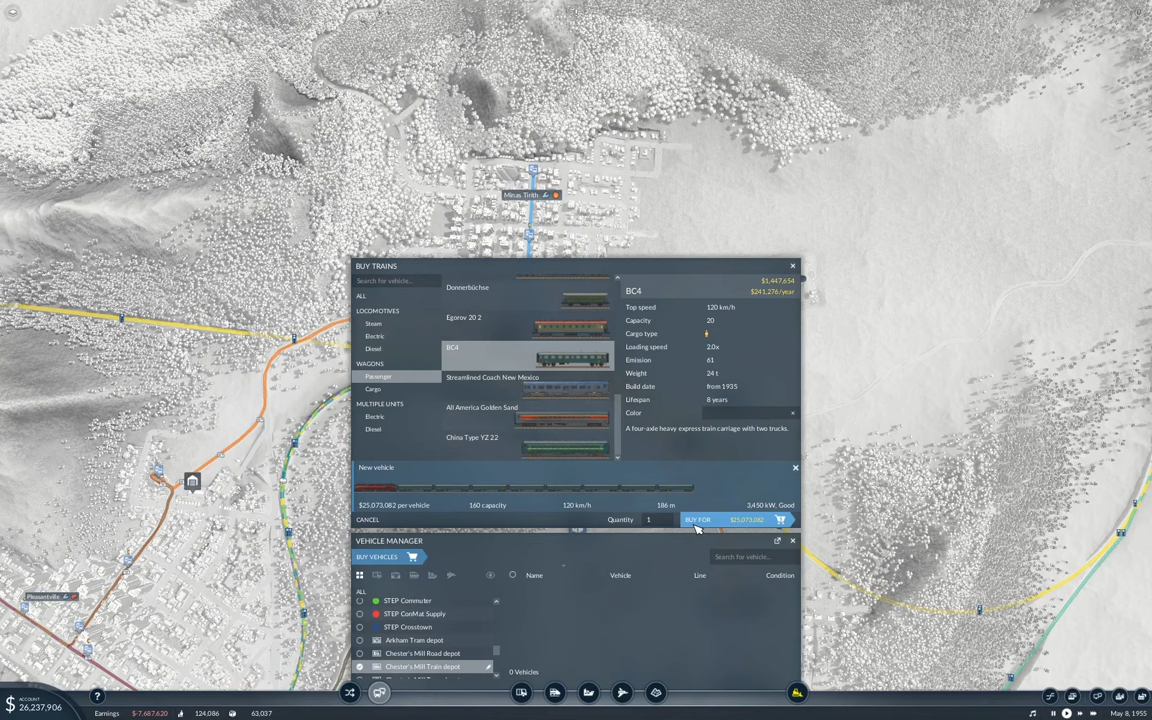 Minas Tirith
BUY TRAINS
Search for vehicle...
ALL
LOCOMOTIVES
Steam
Electric
Diesel
WAGONS
Passenger
Cargo
MULTIPLE UNITS
Electric
Diesel
Donnerbüchse
Egorov 20 2
BC4
Streamlined Coach New Mexico
All America Golden Sand
China Type YZ 22
$1,447,654
BC4
$241,276/year
Top speed 120 km/h
Capacity 20
Cargo type
Loading speed 2.0x
Emission 61
Weight 24 t
Build date from 1935
Lifespan 8 years
Color
A four-axle heavy express train carriage with two trucks.
New vehicle
$25,073,082 per vehicle 160 capacity 120 km/h 186 m 3,450 kW, Good
CANCEL Quantity 1 BUY FOR $25,073,082
VEHICLE MANAGER
BUY VEHICLES Search for vehicle...
Name Vehicle Line Condition
ALL
STEP Commuter
STEP ConMat Supply
STEP Crosstown
Arkham Tram depot
Chester's Mill Road depot
Chester's Mill Train depot
0 Vehicles
Pleasantville
ACCOUNT
$ 26,237,906
?
Earnings $-7,687,620 124,086 63,037
May 8, 1955